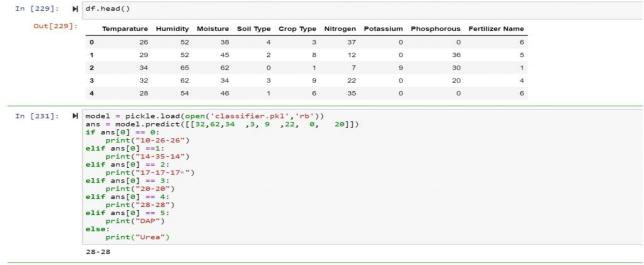 In [229]: df.head()
Out[229]:
Temparature Humidity Moisture Soil Type Crop Type Nitrogen Potassium Phosphorous Fertilizer Name
0 26 52 38 4 3 37 0 0 6
1 29 52 45 2 8 12 0 36 5
2 34 65 62 0 1 7 9 30 1
3 32 62 34 3 9 22 0 20 4
4 28 54 46 1 6 35 0 0 6
In [231]: model = pickle.load(open('classifier.pkl','rb'))
ans = model.predict([[32,62,34 ,3, 9 ,22, 0, 20]])
if ans[0] == 0:
print("10-26-26")
elif ans[0] ==1:
print("14-35-14")
elif ans[0] == 2:
print("17-17-17-")
elif ans[0] == 3:
print("20-20")
elif ans[0] == 4:
print("28-28")
elif ans[0] == 5:
print("DAP")
else:
print("Urea")
28-28